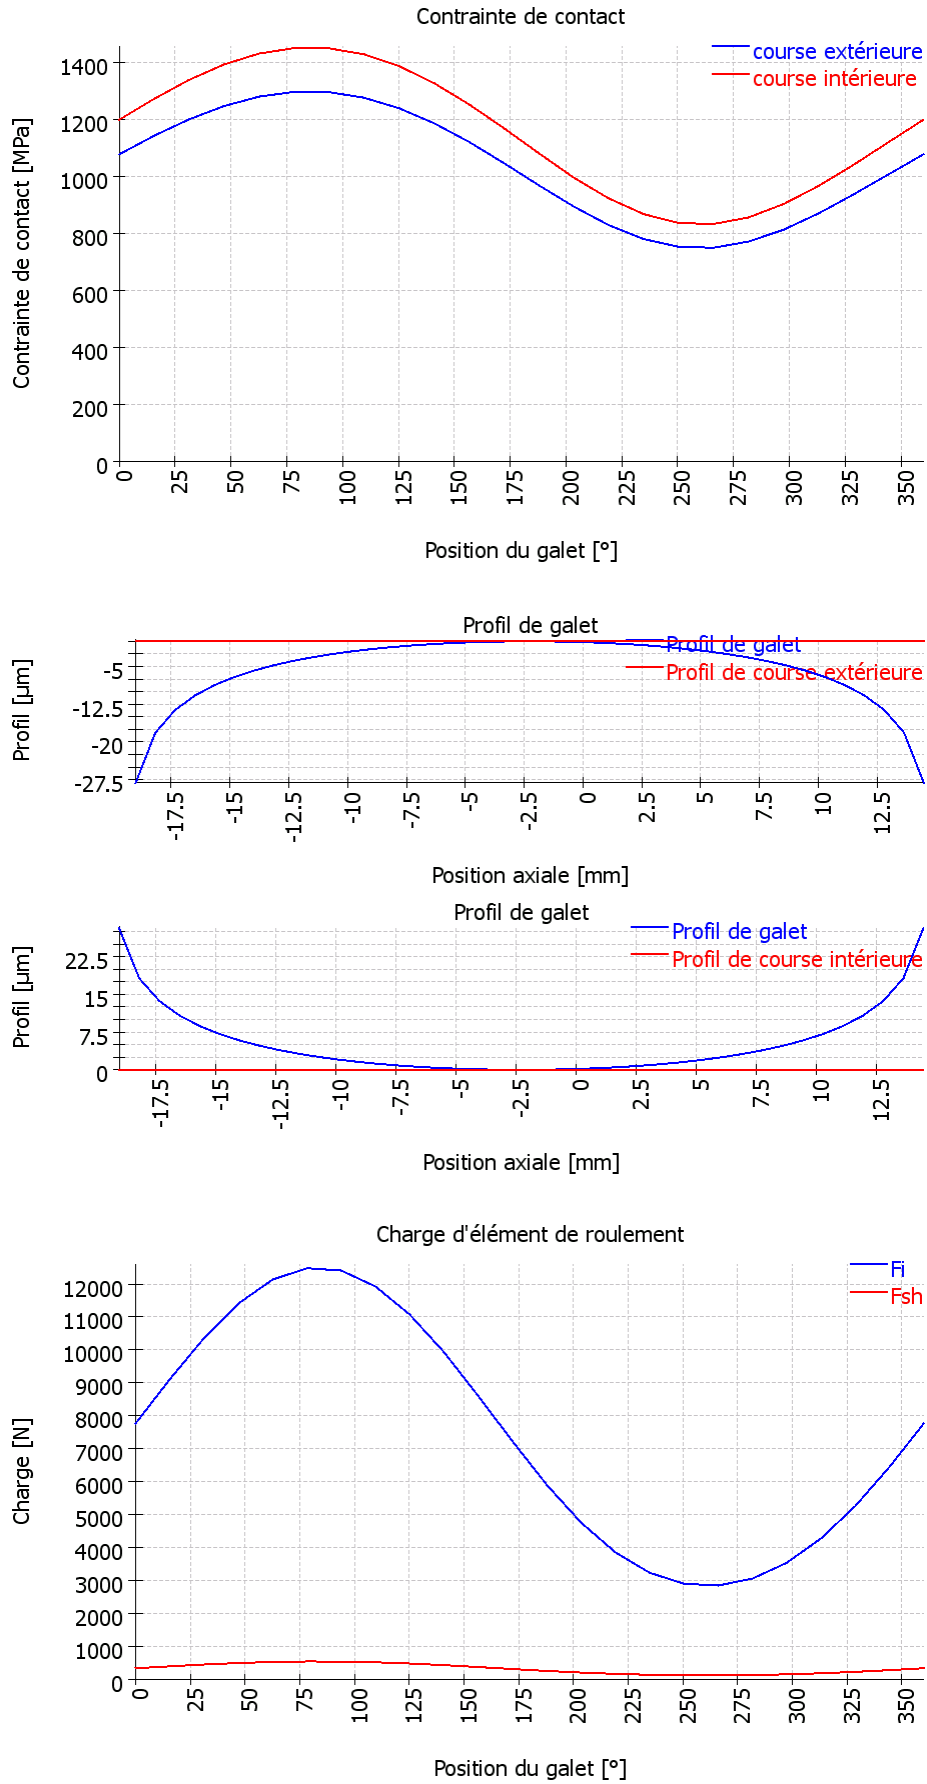 Contrainte de contact
course extérieure
course intérieure
Contrainte de contact [MPa]
1400
1200
1000
800
600
400
200
0
0 25 50 75 100 125 150 175 200 225 250 275 300 325 350
Position du galet [°]
Profil de galet
Profil de galet
Profil de course extérieure
Profil [µm]
-5
-12.5
-20
-27.5
-17.5 -15 -12.5 -10 -7.5 -5 -2.5 0 2.5 5 7.5 10 12.5
Position axiale [mm]
Profil de galet
Profil de galet
Profil de course intérieure
Profil [µm]
22.5
15
7.5
0
-17.5 -15 -12.5 -10 -7.5 -5 -2.5 0 2.5 5 7.5 10 12.5
Position axiale [mm]
Charge d'élément de roulement
Fi
Fsh
Charge [N]
12000
11000
10000
9000
8000
7000
6000
5000
4000
3000
2000
1000
0
0 25 50 75 100 125 150 175 200 225 250 275 300 325 350
Position du galet [°]